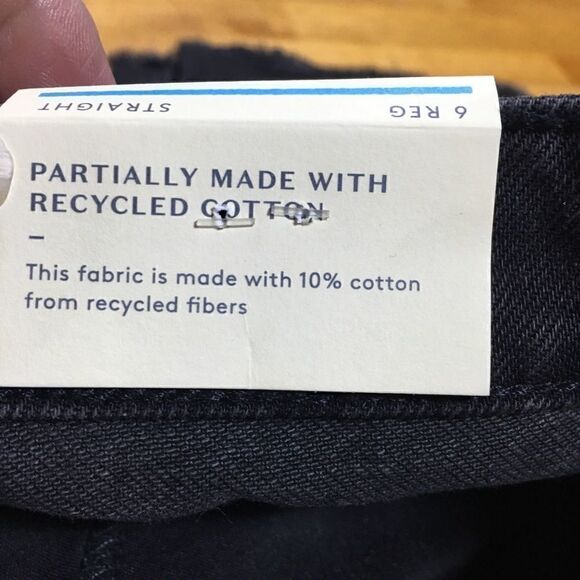 STRAIGHT 6 REG
PARTIALLY MADE WITH
RECYCLED COTTON
–
This fabric is made with 10% cotton
from recycled fibers